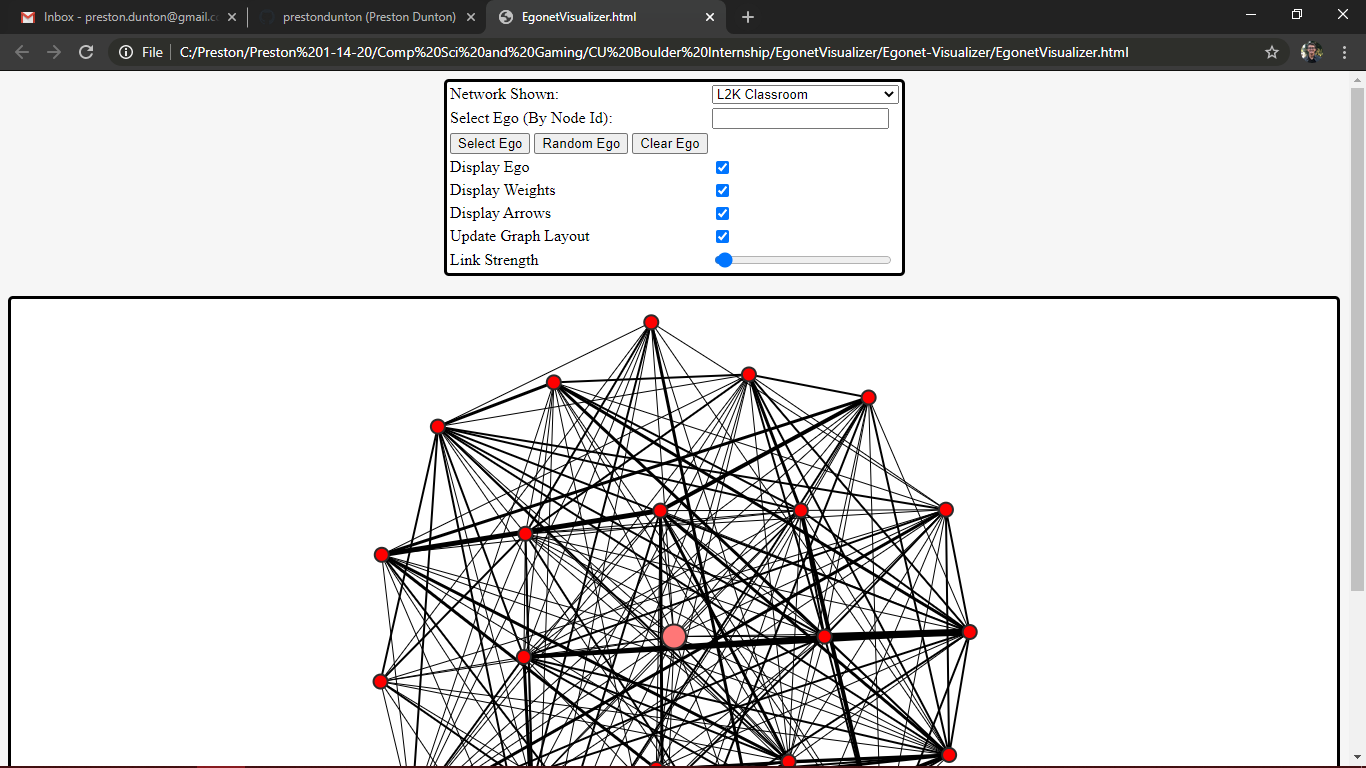 Inbox - preston.dunton@gmail.c
prestondunton (Preston Dunton)
EgonetVisualizer.html
File
C:/Preston/Preston%201-14-20/Comp%20Sci%20and%20Gaming/CU%20Boulder%20Internship/EgonetVisualizer/Egonet-Visualizer/EgonetVisualizer.html
Network Shown: L2K Classroom
Select Ego (By Node Id):
Select Ego Random Ego Clear Ego
Display Ego
Display Weights
Display Arrows
Update Graph Layout
Link Strength